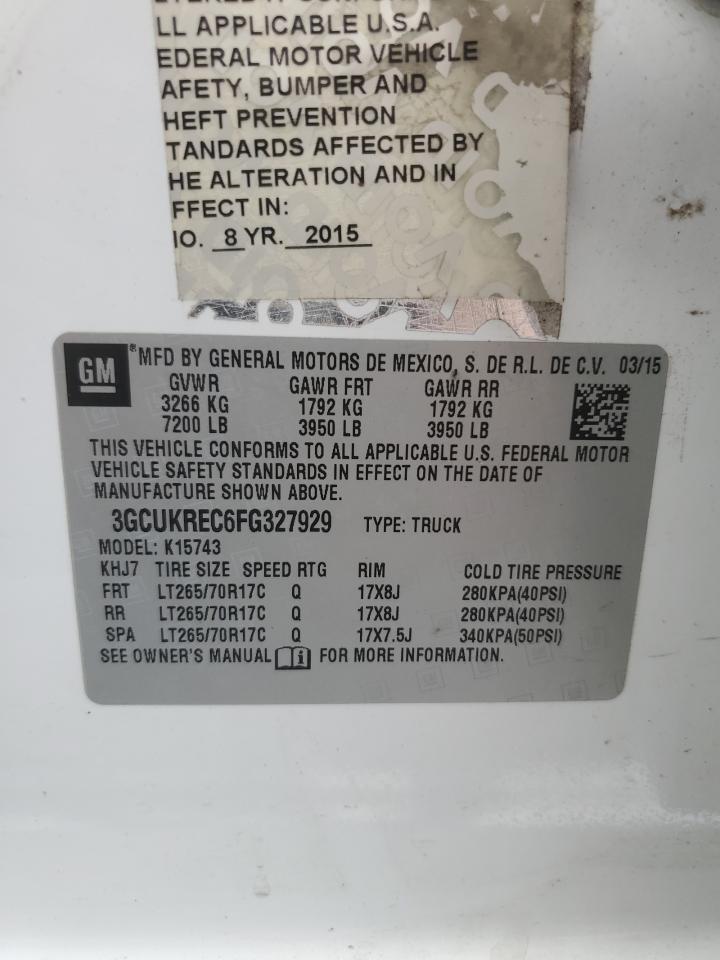 LL APPLICABLE U.S.A.
EDERAL MOTOR VEHICLE
AFETY, BUMPER AND
HEFT PREVENTION
TANDARDS AFFECTED BY
HE ALTERATION AND IN
FFECT IN:
IO. 8 YR. 2015
GM ® MFD BY GENERAL MOTORS DE MEXICO, S. DE R.L. DE C.V. 03/15
GVWR GAWR FRT GAWR RR
3266 KG 1792 KG 1792 KG
7200 LB 3950 LB 3950 LB
THIS VEHICLE CONFORMS TO ALL APPLICABLE U.S. FEDERAL MOTOR
VEHICLE SAFETY STANDARDS IN EFFECT ON THE DATE OF
MANUFACTURE SHOWN ABOVE.
3GCUKREC6FG327929 TYPE: TRUCK
MODEL: K15743
KHJ7 TIRE SIZE SPEED RTG RIM COLD TIRE PRESSURE
FRT LT265/70R17C Q 17X8J 280KPA(40PSI)
RR LT265/70R17C Q 17X8J 280KPA(40PSI)
SPA LT265/70R17C Q 17X7.5J 340KPA(50PSI)
SEE OWNER'S MANUAL FOR MORE INFORMATION.